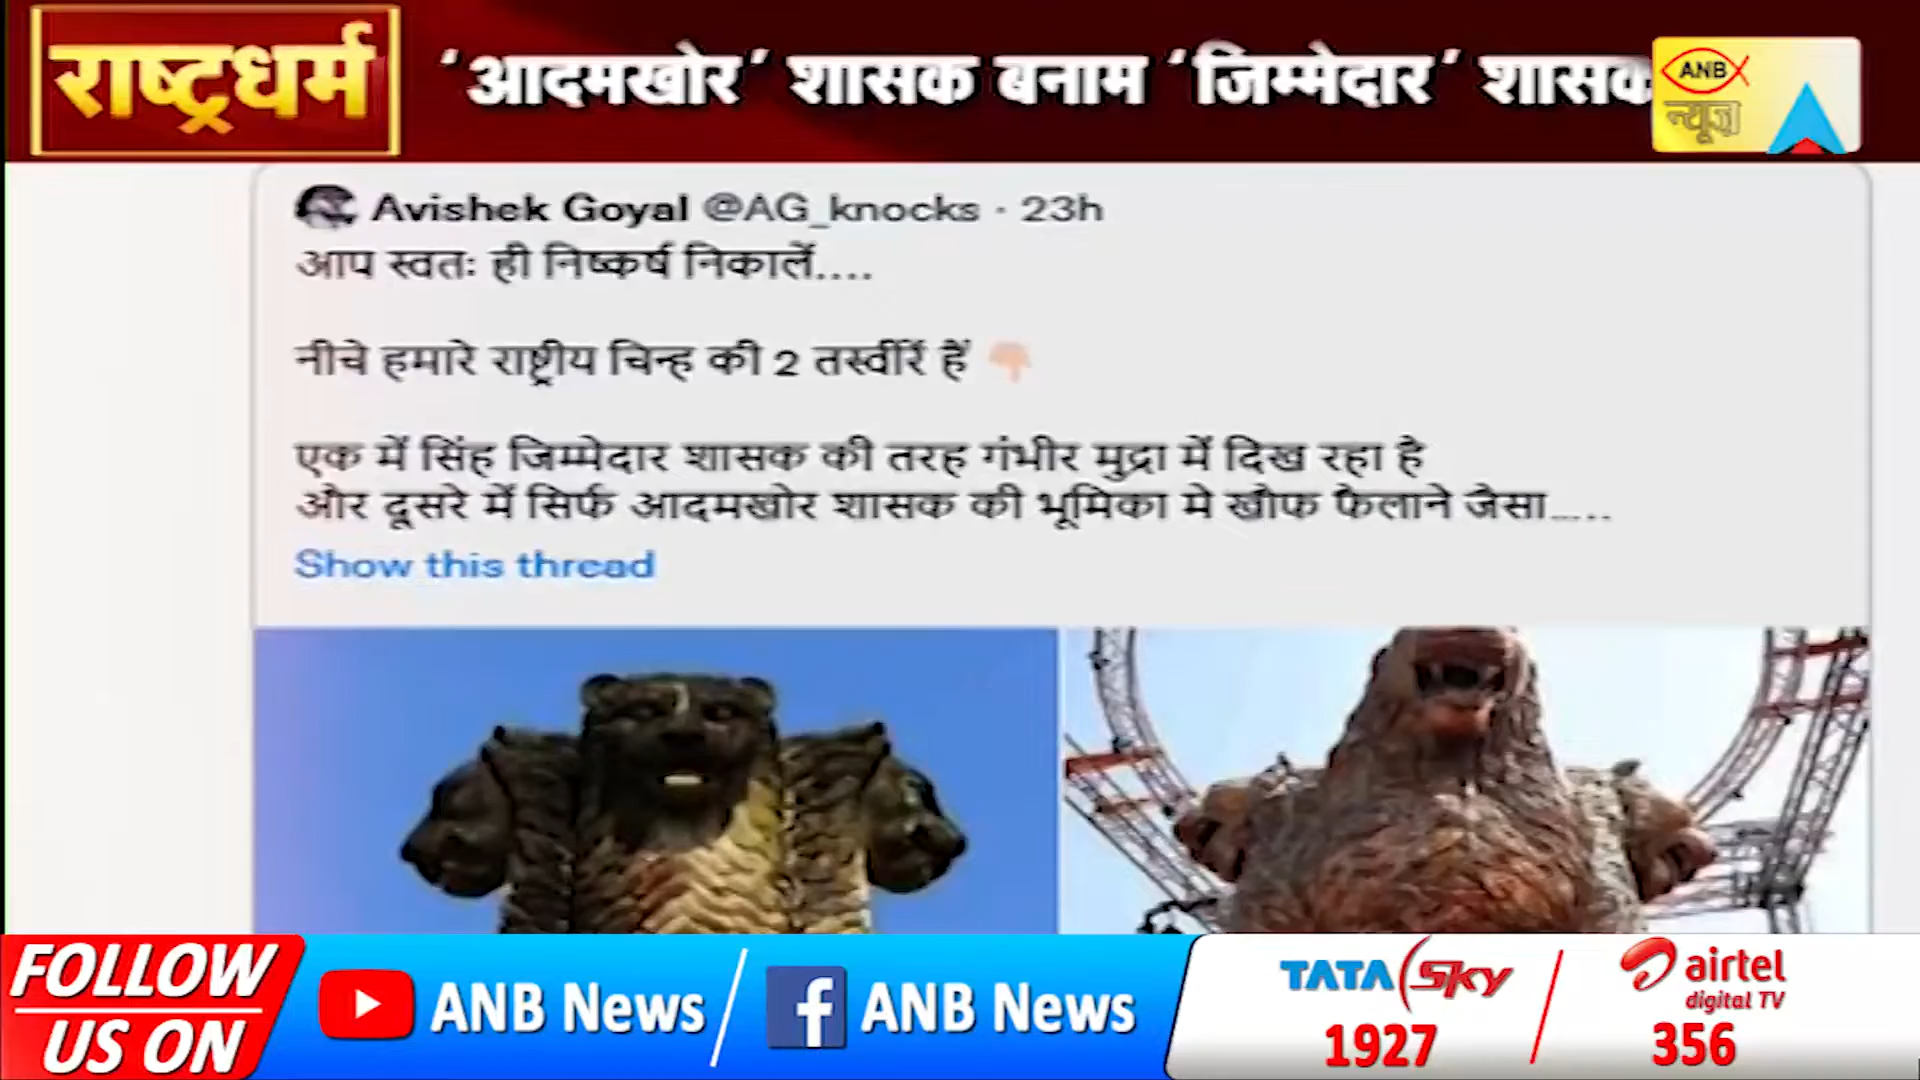 राष्ट्रधर्म
‘आदमखोर’ शासक बनाम ‘जिम्मेदार’ शासक
ANB
न्यूज़
Avishek Goyal @AG_knocks · 23h
आप स्वतः ही निष्कर्ष निकालें....
नीचे हमारे राष्ट्रीय चिन्ह की 2 तस्वीरें हैं
एक में सिंह जिम्मेदार शासक की तरह गंभीर मुद्रा में दिख रहा है
और दूसरे में सिर्फ आदमखोर शासक की भूमिका मे खौफ फैलाने जैसा.....
Show this thread
FOLLOW
US ON
ANB News
ANB News
TATA Sky
1927
airtel
digital TV
356